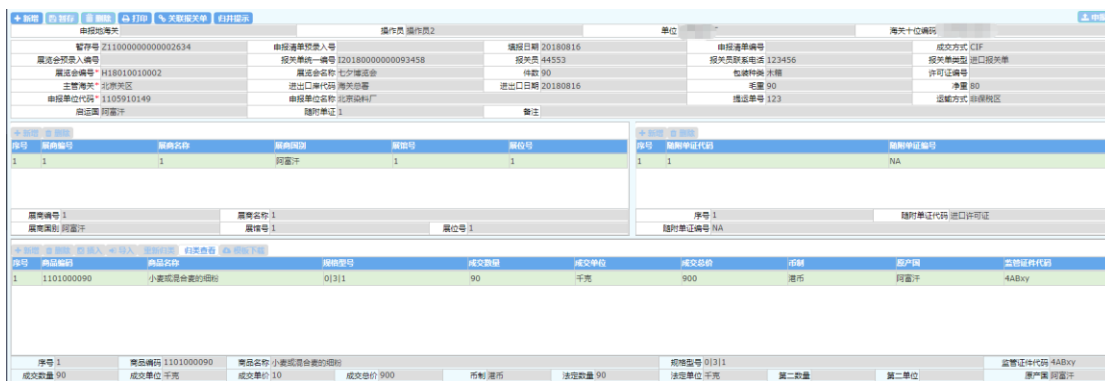 新增 暂存 删除 打印 关联报关单 归并提示
申报地海关 操作员 操作员2 单位 海关十位编码
暂存号 Z11000000000002634 申报清单预录入号 填报日期 20180816 申报清单编号 成交方式 CIF
展览会预录入编号 报关单统一编号 I20180000000093458 报关员 44553 报关员联系电话 123456 报关单类型 进口报关单
展览会编号* H18010010002 展览会名称 七夕博览会 件数 90 包装种类 木桶 许可证编号
主管海关* 北京关区 进出口岸代码 海关总署 进出口日期 20180816 毛重 90 净重 80
申报单位代码* 1105910149 申报单位名称 北京染料厂 提运单号 123 运输方式 非保税区
启运国 阿富汗 随附单证 1 备注
新增 删除
序号 展商编号 展商名称 展商国别 展馆号 展位号
1 1 1 阿富汗 1 1
展商编号 1 展商名称 1
展商国别 阿富汗 展馆号 1 展位号 1
新增 删除
序号 随附单证代码 随附单证编号
1 1 NA
序号 1 随附单证代码 进口许可证
随附单证编号 NA
新增 删除 插入 导入 重新归类 归类查看 模板下载
序号 商品编码 商品名称 规格型号 成交数量 成交单位 成交总价 币制 原产国 监管证件代码
1 1101000090 小麦或混合麦的细粉 0|3|1 90 千克 900 港币 阿富汗 4ABxy
序号 1 商品编码 1101000090 商品名称 小麦或混合麦的细粉 规格型号 0|3|1 监管证件代码 4ABxy
成交数量 90 成交单位 千克 成交单价 10 成交总价 900 币制 港币 法定数量 90 法定单位 千克 第二数量 第二单位 原产国 阿富汗